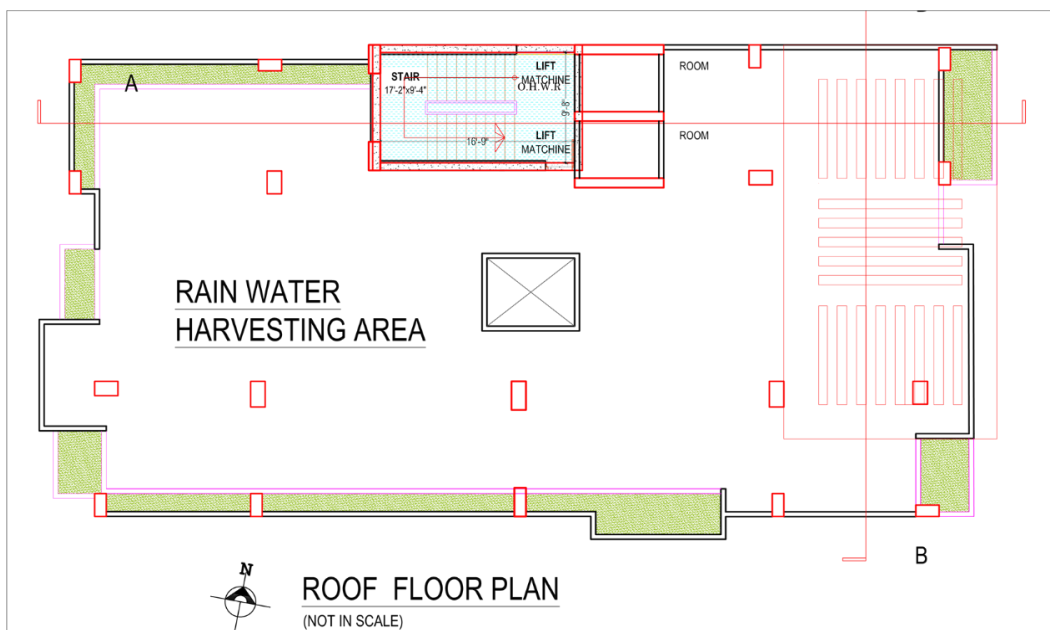 A
STAIR
17'-2"x9'-4"
LIFT
MATCHINE
O.H.W.R
9'-8"
16'-9"
LIFT
MATCHINE
ROOM
ROOM
RAIN WATER
HARVESTING AREA
B
N
ROOF FLOOR PLAN
(NOT IN SCALE)